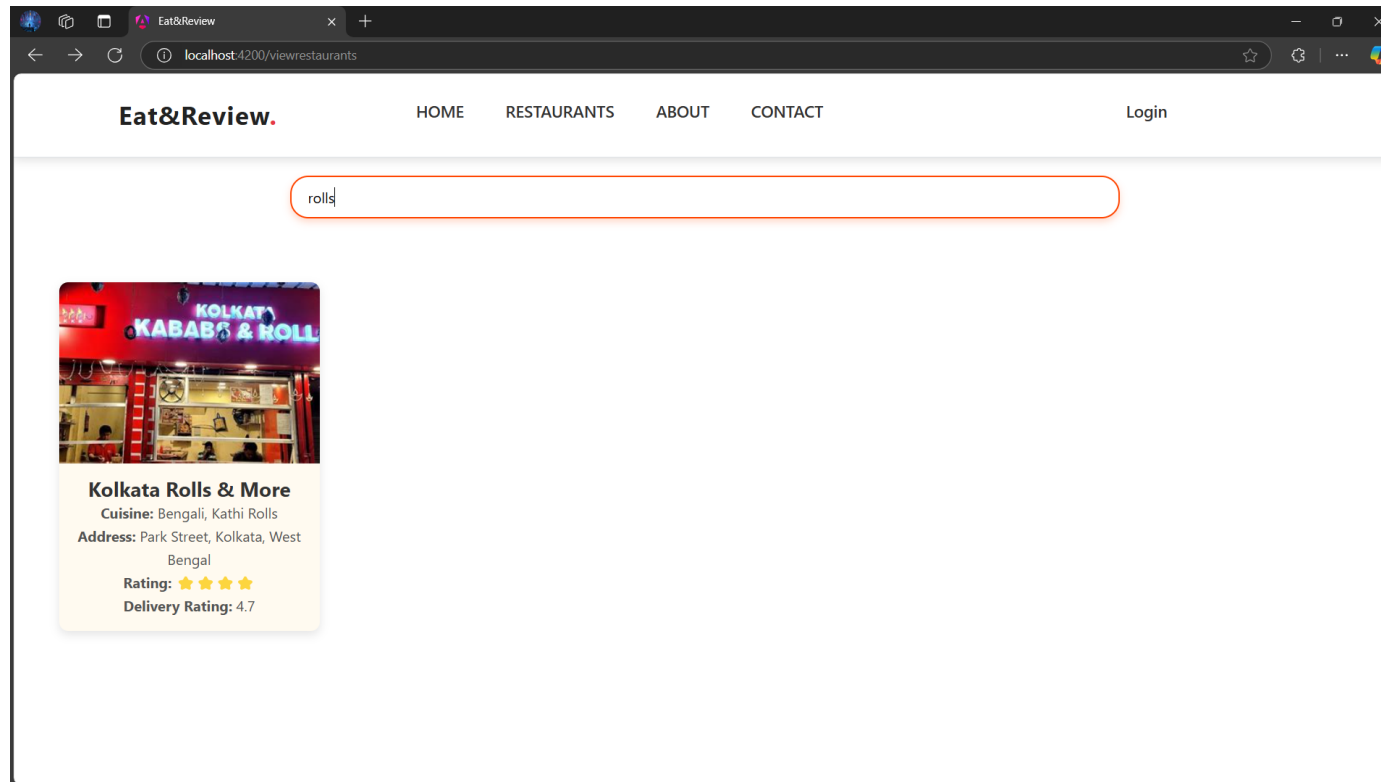 Eat&Review
localhost:4200/viewrestaurants
Eat&Review.
HOME
RESTAURANTS
ABOUT
CONTACT
Login
rolls
KOLKATA
KABABS & ROLL
Kolkata Rolls & More
Cuisine: Bengali, Kathi Rolls
Address: Park Street, Kolkata, West
Bengal
Rating:
Delivery Rating: 4.7